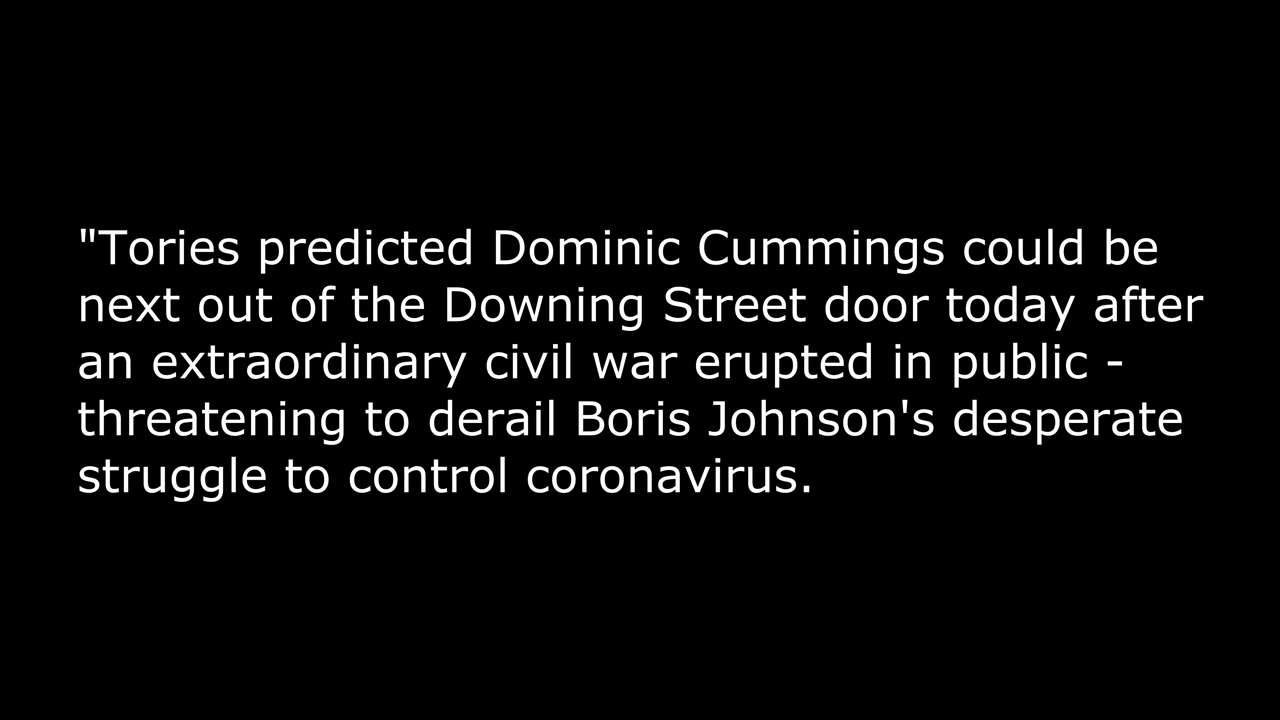 "Tories predicted Dominic Cummings could be
next out of the Downing Street door today after
an extraordinary civil war erupted in public -
threatening to derail Boris Johnson's desperate
struggle to control coronavirus.